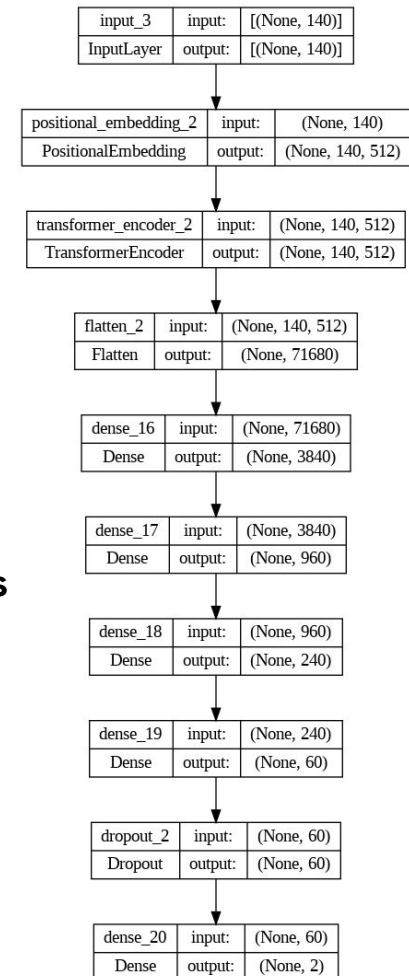 input_3 input: [(None, 140)]
InputLayer output: [(None, 140)]
positional_embedding_2 input: (None, 140)
PositionalEmbedding output: (None, 140, 512)
transformer_encoder_2 input: (None, 140, 512)
TransformerEncoder output: (None, 140, 512)
flatten_2 input: (None, 140, 512)
Flatten output: (None, 71680)
dense_16 input: (None, 71680)
Dense output: (None, 3840)
dense_17 input: (None, 3840)
Dense output: (None, 960)
s
dense_18 input: (None, 960)
Dense output: (None, 240)
dense_19 input: (None, 240)
Dense output: (None, 60)
dropout_2 input: (None, 60)
Dropout output: (None, 60)
dense_20 input: (None, 60)
Dense output: (None, 2)